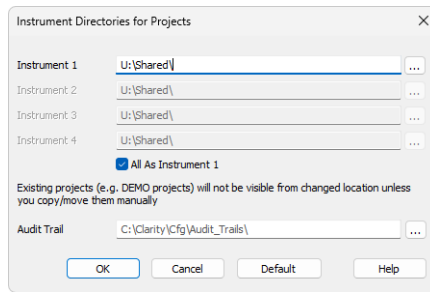 Instrument Directories for Projects
Instrument 1 U:\Shared\ ...
Instrument 2 U:\Shared\ ...
Instrument 3 U:\Shared\ ...
Instrument 4 U:\Shared\ ...
All As Instrument 1
Existing projects (e.g. DEMO projects) will not be visible from changed location unless
you copy/move them manually
Audit Trail C:\Clarity\Cfg\Audit_Trails\ ...
OK Cancel Default Help